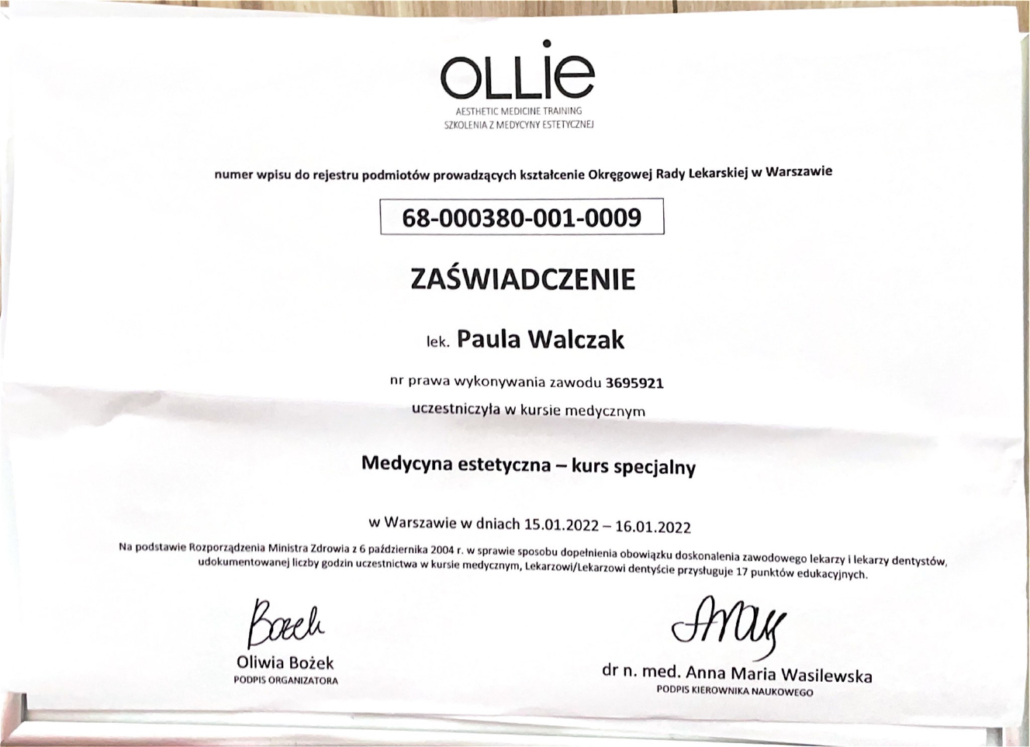 OLLie
AESTHETIC MEDICINE TRAINING
SZKOLENIA Z MEDYCYNY ESTETYCZNEJ
numer wpisu do rejestru podmiotów prowadzących kształcenie Okręgowej Rady Lekarskiej w Warszawie
68-000380-001-0009
ZAŚWIADCZENIE
lek. Paula Walczak
nr prawa wykonywania zawodu 3695921
uczestniczyła w kursie medycznym
Medycyna estetyczna – kurs specjalny
w Warszawie w dniach 15.01.2022 – 16.01.2022
Na podstawie Rozporządzenia Ministra Zdrowia z 6 października 2004 r. w sprawie sposobu dopełnienia obowiązku doskonalenia zawodowego lekarzy i lekarzy dentystów,
udokumentowanej liczby godzin uczestnictwa w kursie medycznym, Lekarzowi/Lekarzowi dentyście przysługuje 17 punktów edukacyjnych.
Bożek
Oliwia Bożek
PODPIS ORGANIZATORA
dr n. med. Anna Maria Wasilewska
PODPIS KIEROWNIKA NAUKOWEGO